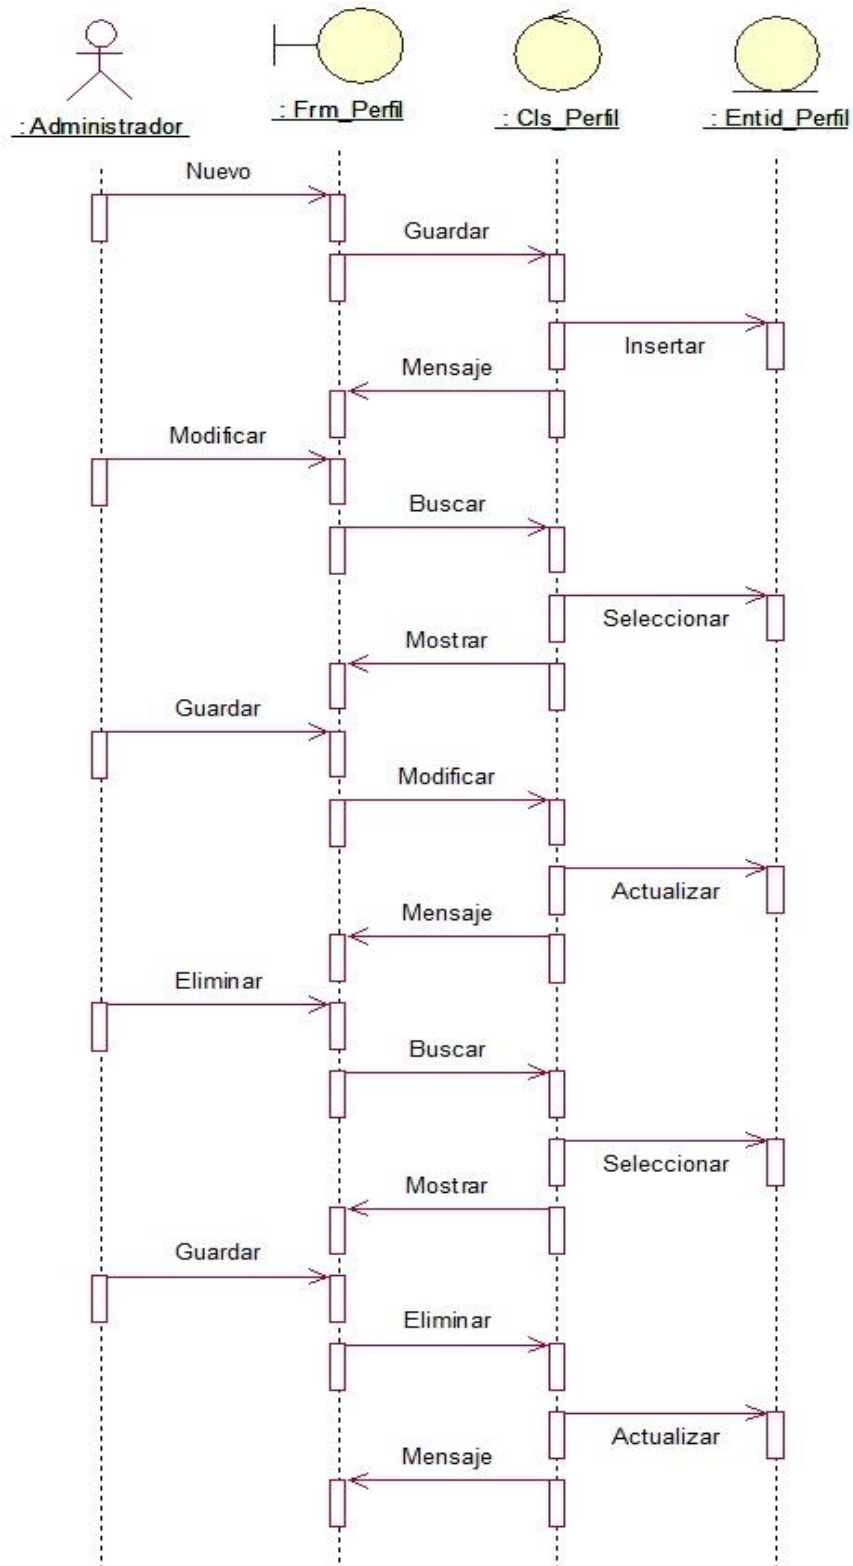 : Administrador
: Frm_Perfil
: Cls_Perfil
: Entid_Perfil
Nuevo
Guardar
Insertar
Mensaje
Modificar
Buscar
Seleccionar
Mostrar
Guardar
Modificar
Actualizar
Mensaje
Eliminar
Buscar
Seleccionar
Mostrar
Guardar
Eliminar
Actualizar
Mensaje